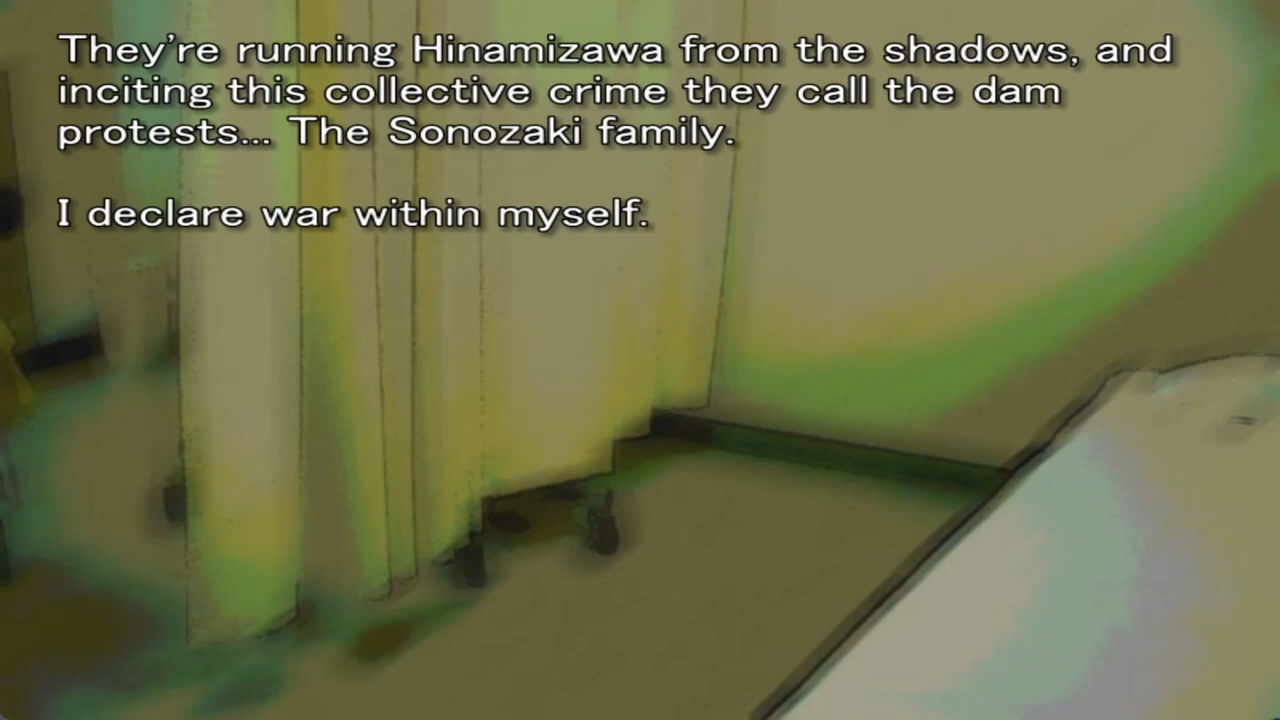 They're running Hinamizawa from the shadows, and
inciting this collective crime they call the dam
protests... The Sonozaki family.
I declare war within myself.